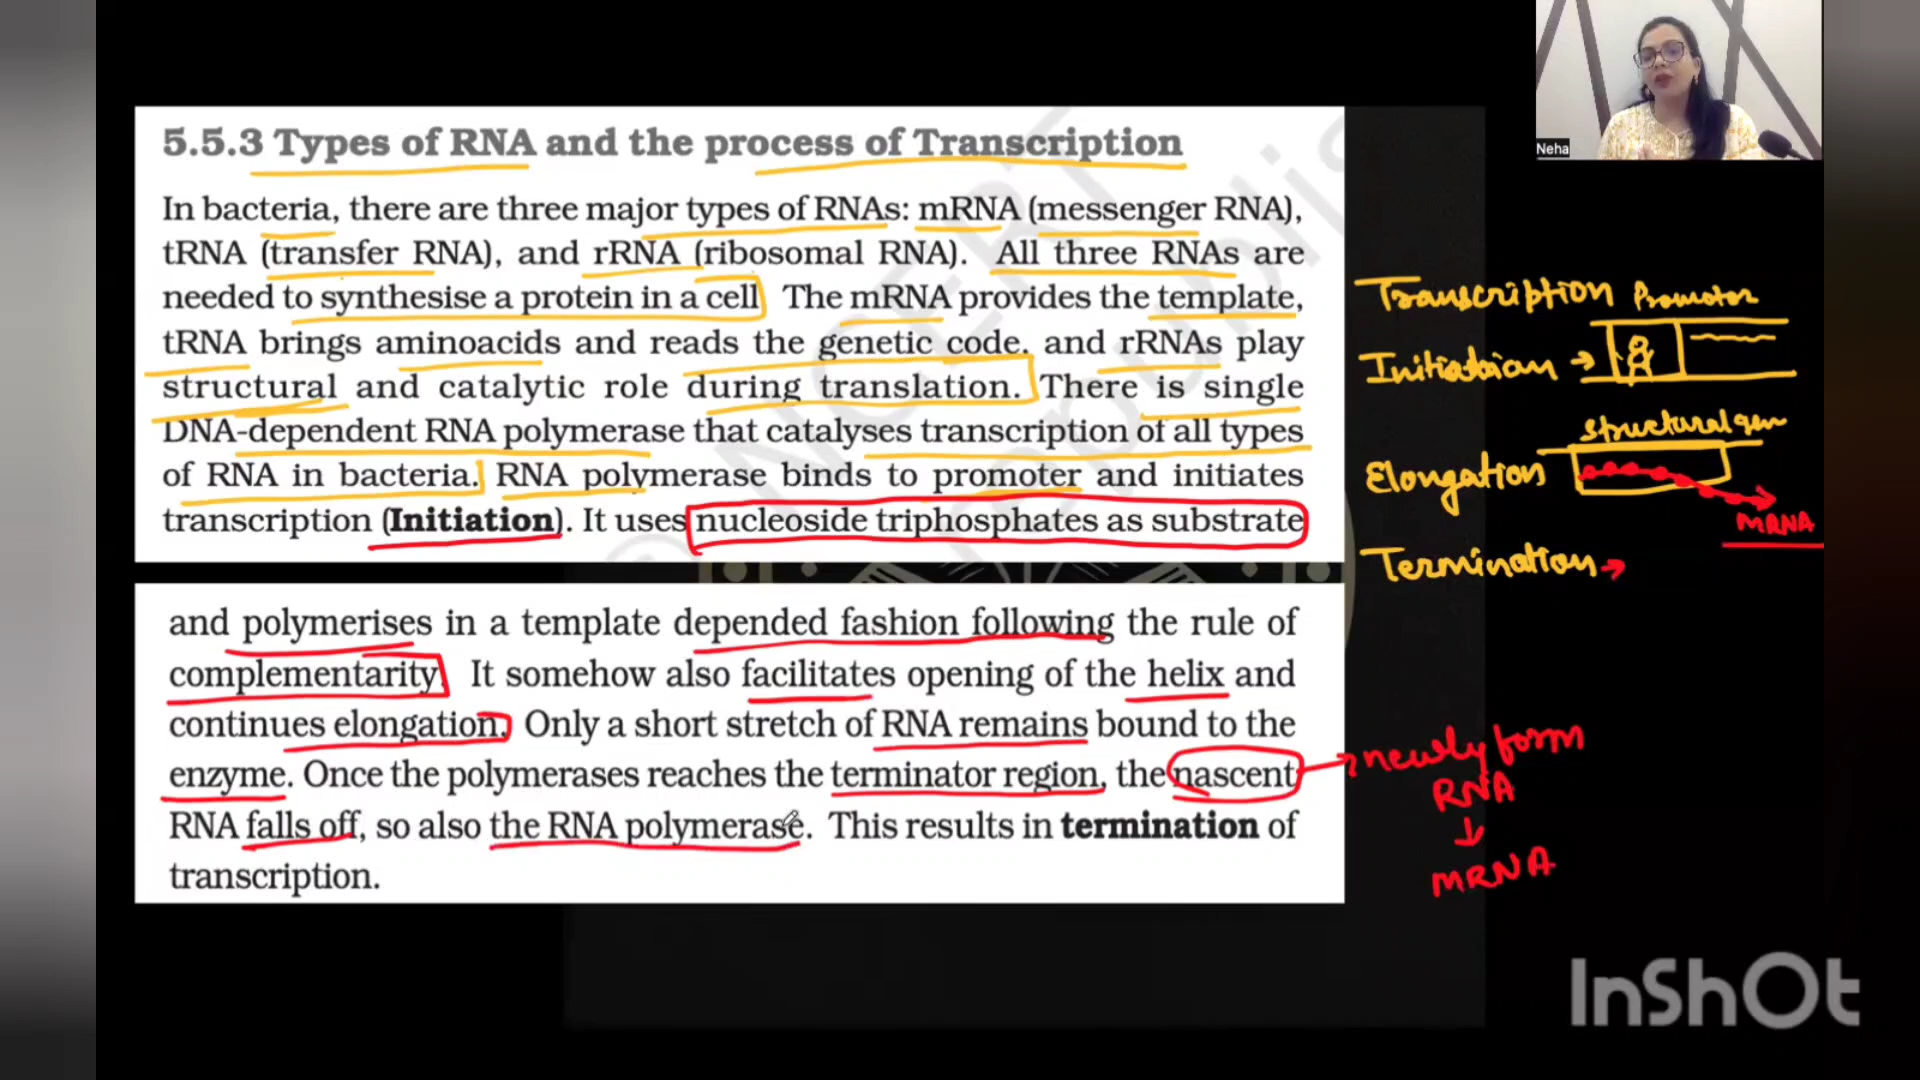 Neha
5.5.3 Types of RNA and the process of Transcription
In bacteria, there are three major types of RNAs: mRNA (messenger RNA),
tRNA (transfer RNA), and rRNA (ribosomal RNA). All three RNAs are
needed to synthesise a protein in a cell. The mRNA provides the template,
tRNA brings aminoacids and reads the genetic code, and rRNAs play
structural and catalytic role during translation. There is single
DNA-dependent RNA polymerase that catalyses transcription of all types
of RNA in bacteria. RNA polymerase binds to promoter and initiates
transcription (Initiation). It uses nucleoside triphosphates as substrate
and polymerises in a template depended fashion following the rule of
complementarity. It somehow also facilitates opening of the helix and
continues elongation. Only a short stretch of RNA remains bound to the
enzyme. Once the polymerases reaches the terminator region, the nascent
RNA falls off, so also the RNA polymerase. This results in termination of
transcription.
Transcription Promotor
Initiation →
structural gen
Elongation
MRNA
Termination →
→ newly form
RNA
↓
MRNA
InShOt